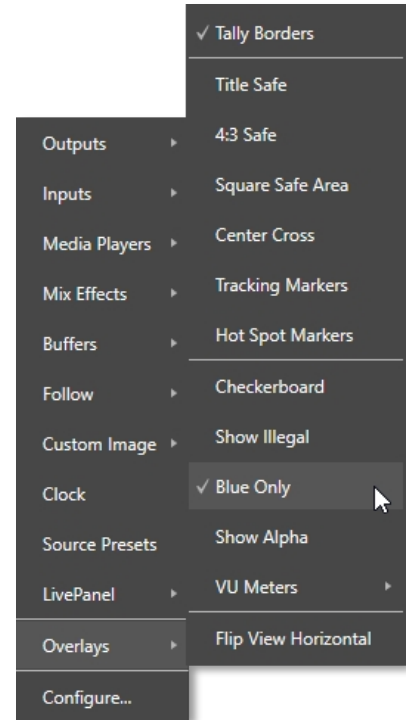 Outputs
Inputs
Media Players
Mix Effects
Buffers
Follow
Custom Image
Clock
Source Presets
LivePanel
Overlays
Configure...
Tally Borders
Title Safe
4:3 Safe
Square Safe Area
Center Cross
Tracking Markers
Hot Spot Markers
Checkerboard
Show Illegal
Blue Only
Show Alpha
VU Meters
Flip View Horizontal